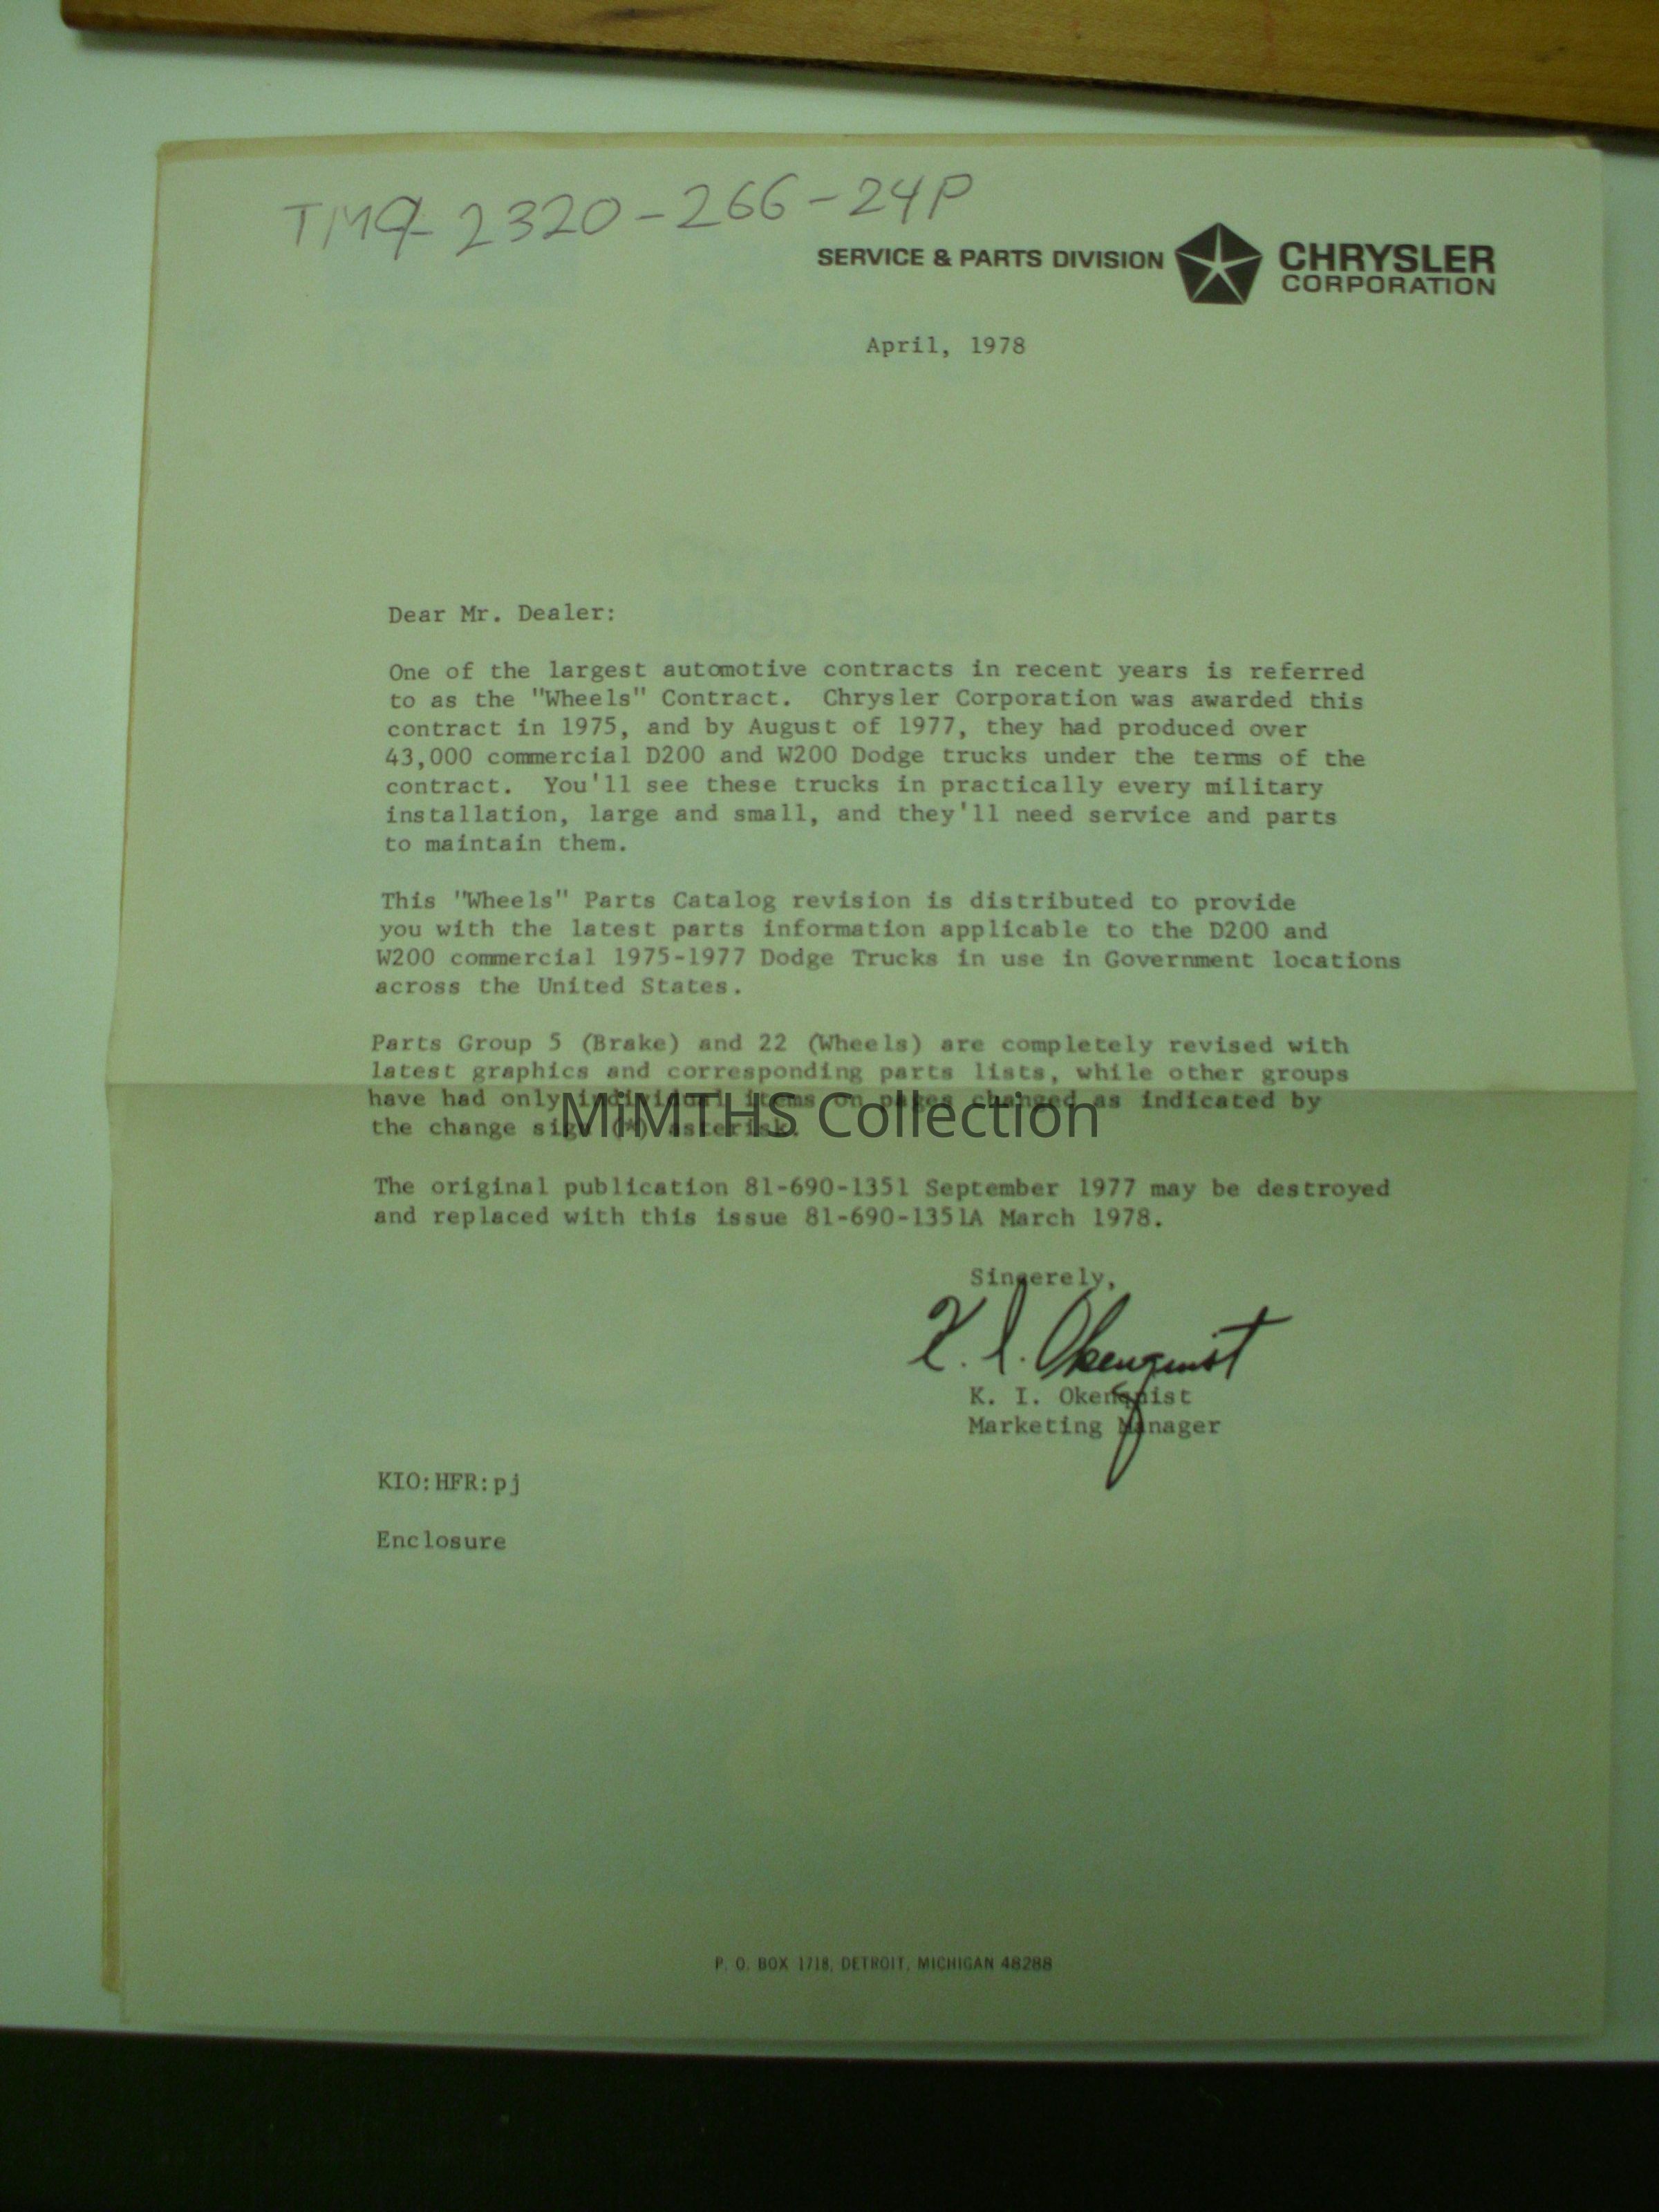 TM9-2320-266-24P
SERVICE & PARTS DIVISION CHRYSLER
CORPORATION
April, 1978
Dear Mr. Dealer:
One of the largest automotive contracts in recent years is referred
to as the "Wheels" Contract. Chrysler Corporation was awarded this
contract in 1975, and by August of 1977, they had produced over
43,000 commercial D200 and W200 Dodge trucks under the terms of the
contract. You'll see these trucks in practically every military
installation, large and small, and they'll need service and parts
to maintain them.
This "Wheels" Parts Catalog revision is distributed to provide
you with the latest parts information applicable to the D200 and
W200 commercial 1975-1977 Dodge Trucks in use in Government locations
across the United States.
Parts Group 5 (Brake) and 22 (Wheels) are completely revised with
latest graphics and corresponding parts lists, while other groups
have had only individual items on pages changed as indicated by
the change sign (*) asterisk.
MiMTHS Collection
The original publication 81-690-1351 September 1977 may be destroyed
and replaced with this issue 81-690-1351A March 1978.
Sincerely,
K. I. Okenquist
K. I. Okenquist
Marketing Manager
KIO:HFR:pj
Enclosure
P. O. BOX 1718, DETROIT, MICHIGAN 48288